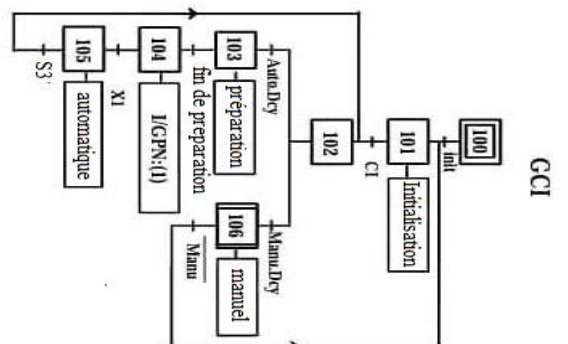 GCI
100
init
101
Initialisation
CI
102
Auto.Dcy
Manu.Dcy
103
préparation
106
manuel
fin de preparation
Manu
104
I/GPN:(1)
X1
105
automatique
S3'